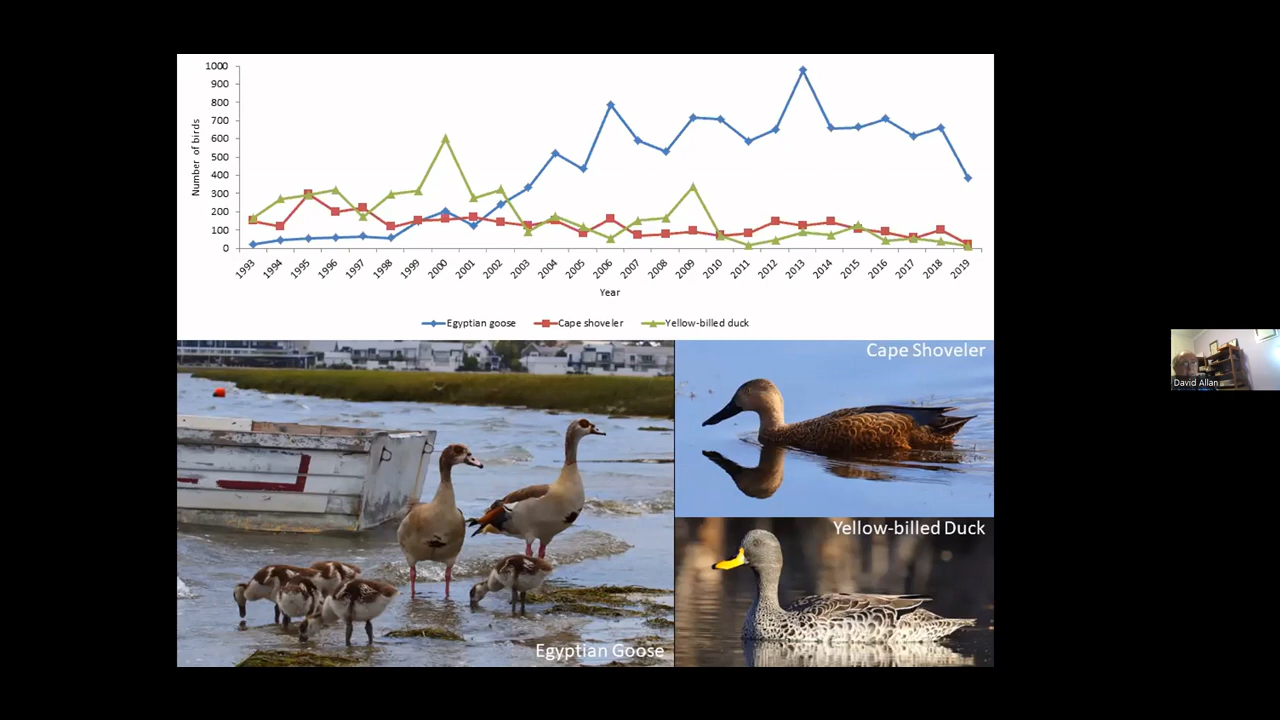 1000
900
800
700
600
500
400
300
200
100
0
Number of birds
1993 1994 1995 1996 1997 1998 1999 2000 2001 2002 2003 2004 2005 2006 2007 2008 2009 2010 2011 2012 2013 2014 2015 2016 2017 2018 2019
Year
Egyptian goose Cape shoveler Yellow-billed duck
Cape Shoveler
Yellow-billed Duck
Egyptian Goose
David Allan